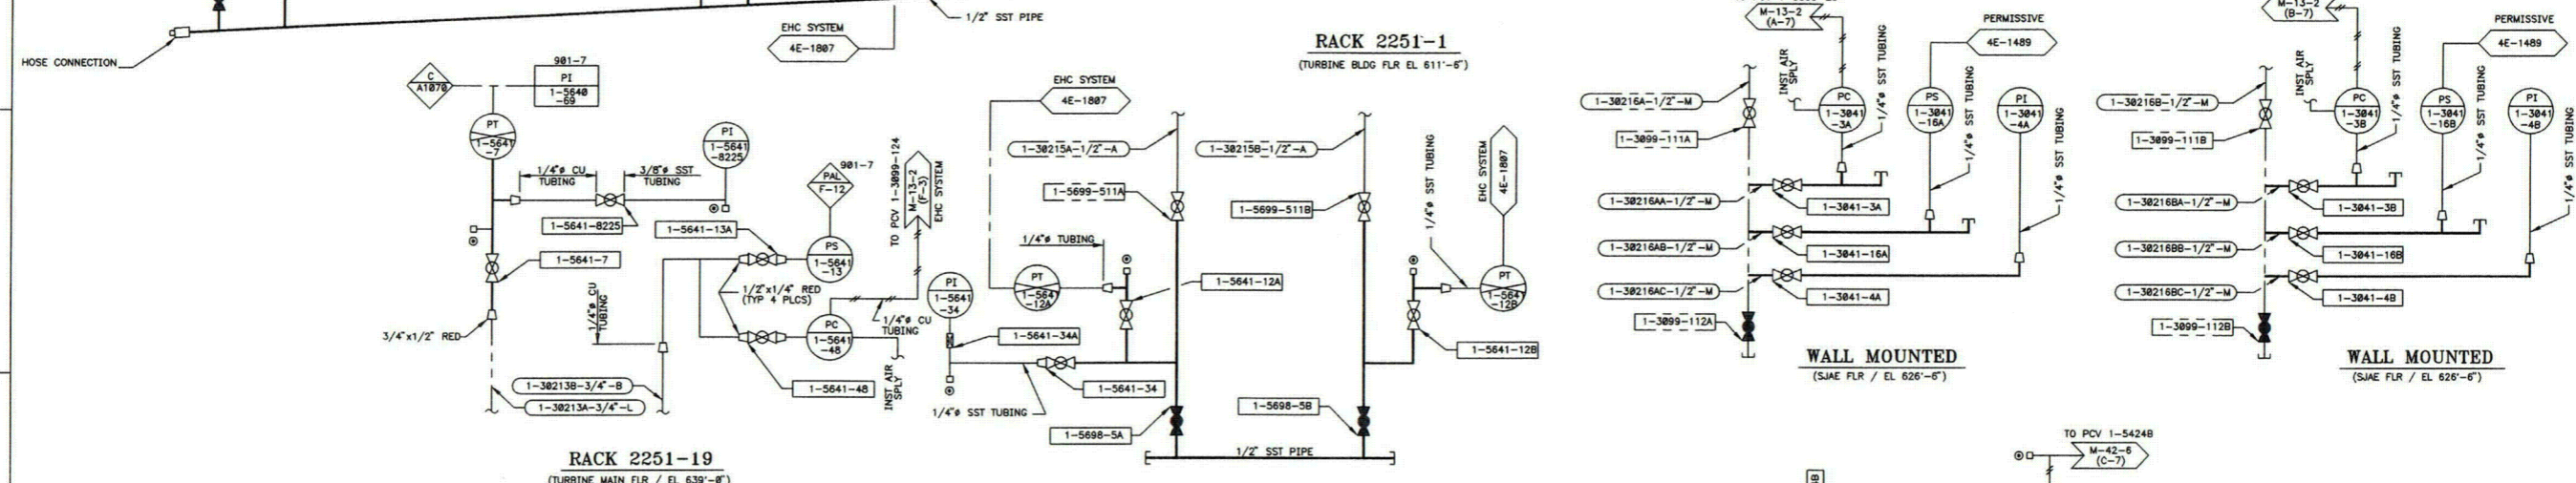 1/2" SST PIPE
HOSE CONNECTION
EHC SYSTEM
4E-1807
RACK 2251-1
(TURBINE BLDG FLR EL 611'-6")
C
A1070
901-7
PI
1-5640
-69
PT
1-5641
-7
1/4"ø CU
TUBING
3/8"ø SST
TUBING
PI
1-5641
-8225
1-5641-8225
1-5641-7
3/4"x1/2" RED
1-30213B-3/4"-B
1-30213A-3/4"-L
1/4"ø CU
TUBING
1-5641-13A
901-7
PAL
F-12
PS
1-5641
-13
1/2"x1/4" RED
(TYP 4 PLCS)
PC
1-5641
-48
1-5641-48
TO PCV 1-3099-124
M-13-2
(F-3)
EHC SYSTEM
1/4"ø CU
TUBING
INST AIR
SPLY
RACK 2251-19
(TURBINE MAIN FLR / EL 639'-0")
EHC SYSTEM
4E-1807
1-30215A-1/2"-A
1-5699-511A
1/4"ø TUBING
PI
1-5641
-34
PT
1-5641
-12A
1-5641-12A
1-5641-34A
1-5641-34
1/4"ø SST TUBING
1-5698-5A
1/2" SST PIPE
1-30215B-1/2"-A
1-5699-511B
1-5698-5B
1/4"ø SST TUBING
EHC SYSTEM
4E-1807
PT
1-5641
-12B
1-5641-12B
M-13-2
(A-7)
PERMISSIVE
4E-1489
INST AIR
SPLY
1/4"ø SST TUBING
1/4"ø SST TUBING
1/4"ø SST TUBING
1-30216A-1/2"-M
1-3099-111A
PC
1-3041
-3A
PS
1-3041
-16A
PI
1-3041
-4A
1-30216AA-1/2"-M
1-3041-3A
1-30216AB-1/2"-M
1-3041-16A
1-30216AC-1/2"-M
1-3041-4A
1-3099-112A
WALL MOUNTED
(SJAE FLR / EL 626'-6")
M-13-2
(B-7)
PERMISSIVE
4E-1489
INST AIR
SPLY
1/4"ø SST TUBING
1/4"ø SST TUBING
1/4"ø SST TUBING
1-30216B-1/2"-M
1-3099-111B
PC
1-3041
-3B
PS
1-3041
-16B
PI
1-3041
-4B
1-30216BA-1/2"-M
1-3041-3B
1-30216BB-1/2"-M
1-3041-16B
1-30216BC-1/2"-M
1-3041-4B
1-3099-112B
WALL MOUNTED
(SJAE FLR / EL 626'-6")
TO PCV 1-5424B
M-42-6
(C-7)